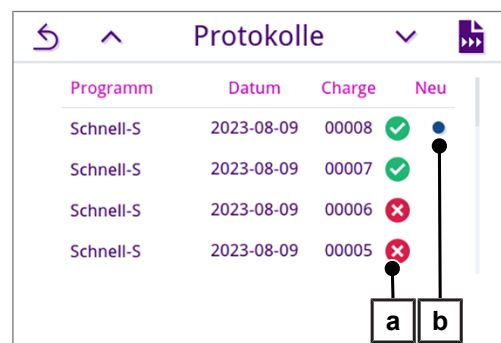 Protokolle
Programm Datum Charge Neu
Schnell-S 2023-08-09 00008
Schnell-S 2023-08-09 00007
Schnell-S 2023-08-09 00006
Schnell-S 2023-08-09 00005
a b